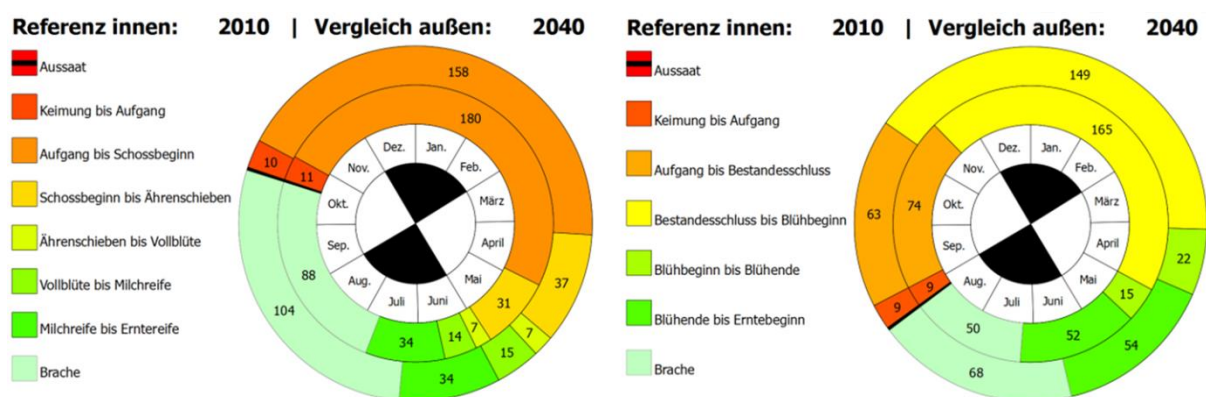 Referenz innen: 2010 | Vergleich außen: 2040
Aussaat
Keimung bis Aufgang
Aufgang bis Schossbeginn
Schossbeginn bis Ährenschieben
Ährenschieben bis Vollblüte
Vollblüte bis Milchreife
Milchreife bis Erntereife
Brache
158
180
10
11
37
31
7
7
14
15
34
34
88
104
Dez.
Jan.
Feb.
März
April
Mai
Juni
Juli
Aug.
Sep.
Okt.
Nov.
Referenz innen: 2010 | Vergleich außen: 2040
Aussaat
Keimung bis Aufgang
Aufgang bis Bestandesschluss
Bestandesschluss bis Blühbeginn
Blühbeginn bis Blühende
Blühende bis Erntebeginn
Brache
149
165
63
74
22
15
9
9
52
54
50
68
Dez.
Jan.
Feb.
März
April
Mai
Juni
Juli
Aug.
Sep.
Okt.
Nov.